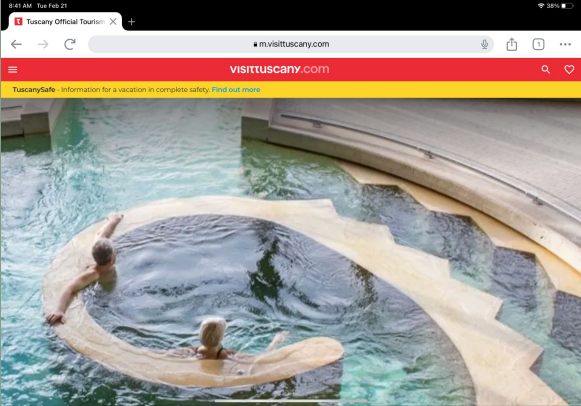 8:41 AM Tue Feb 21
38%
Tuscany Official Tourism
m.visittuscany.com
1
VISITTUSCANY.COM
TuscanySafe - Information for a vacation in complete safety. Find out more